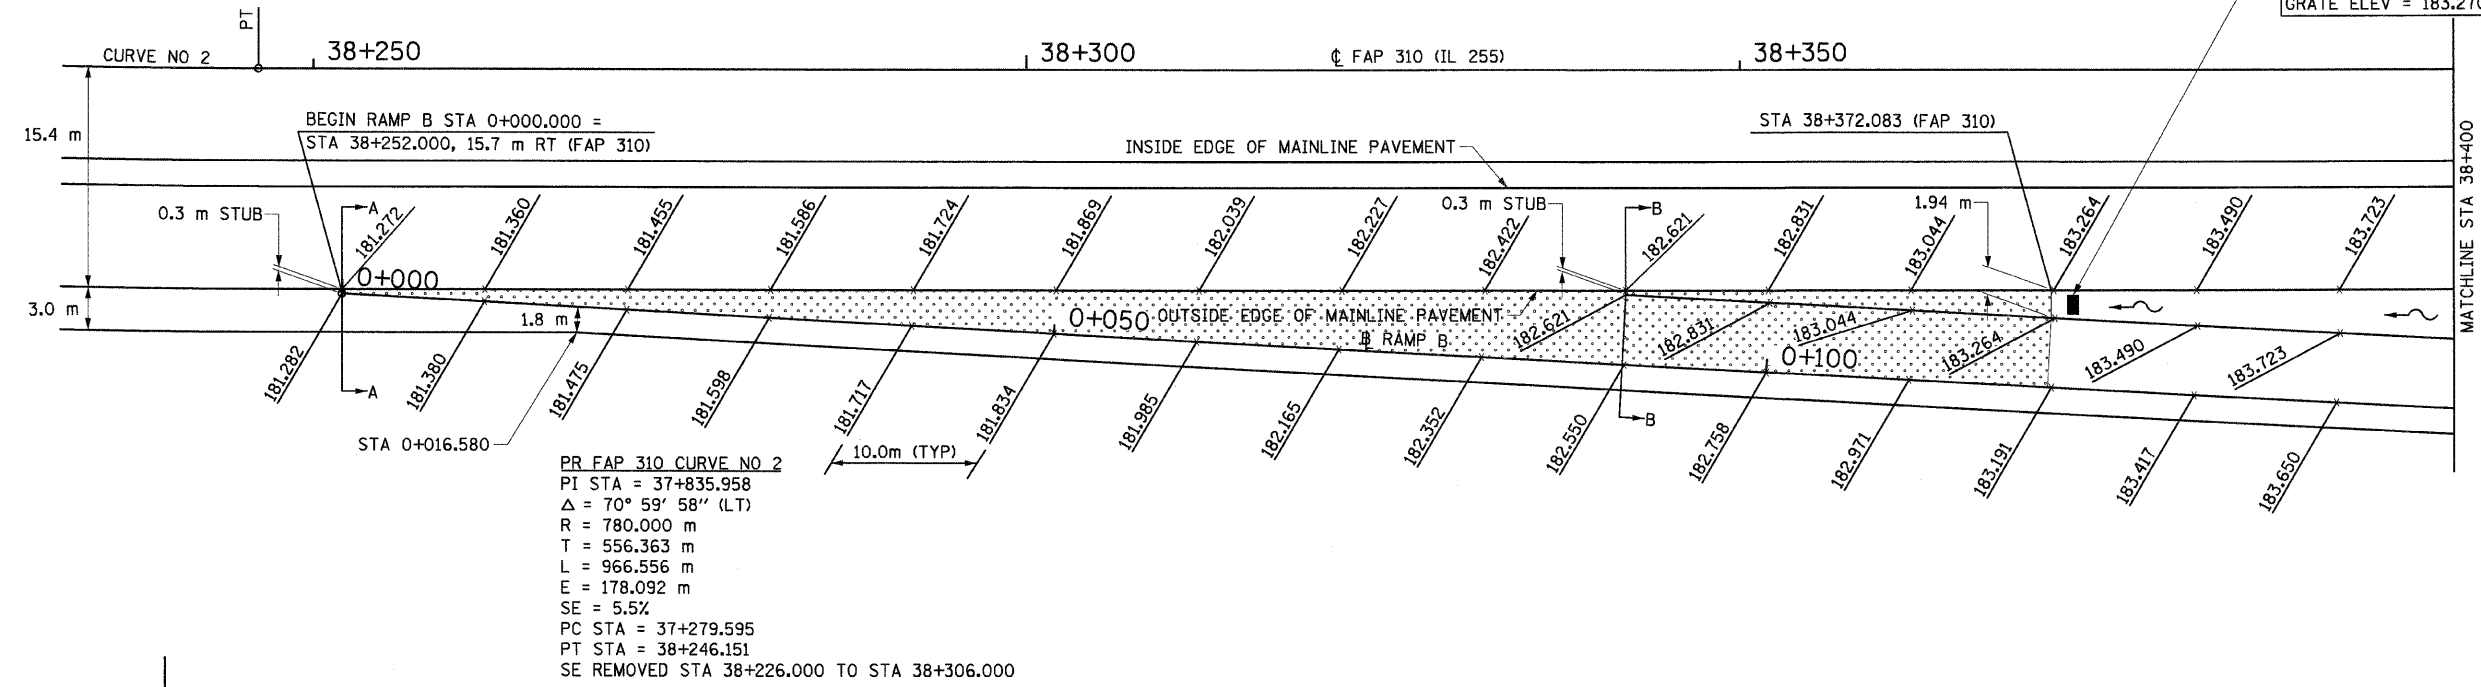 GRATE ELEV = 183.270
PT
CURVE NO 2
38+250
38+300
℄ FAP 310 (IL 255)
38+350
15.4 m
BEGIN RAMP B STA 0+000.000 =
STA 38+252.000, 15.7 m RT (FAP 310)
INSIDE EDGE OF MAINLINE PAVEMENT
STA 38+372.083 (FAP 310)
MATCHLINE STA 38+400
0.3 m STUB
A
181.272
181.360
181.455
181.586
181.724
181.869
182.039
182.227
182.422
0.3 m STUB
B
182.621
182.831
183.044
1.94 m
183.264
183.490
183.723
0+000
3.0 m
1.8 m
0+050
OUTSIDE EDGE OF MAINLINE PAVEMENT
℄ RAMP B
182.621
182.831
183.044
183.264
183.490
183.723
0+100
181.282
A
181.380
181.475
181.598
181.717
181.834
181.985
182.165
182.352
182.550
B
182.758
182.971
183.191
183.417
183.650
STA 0+016.580
10.0m (TYP)
PR FAP 310 CURVE NO 2
PI STA = 37+835.958
Δ = 70° 59' 58'' (LT)
R = 780.000 m
T = 556.363 m
L = 966.556 m
E = 178.092 m
SE = 5.5%
PC STA = 37+279.595
PT STA = 38+246.151
SE REMOVED STA 38+226.000 TO STA 38+306.000